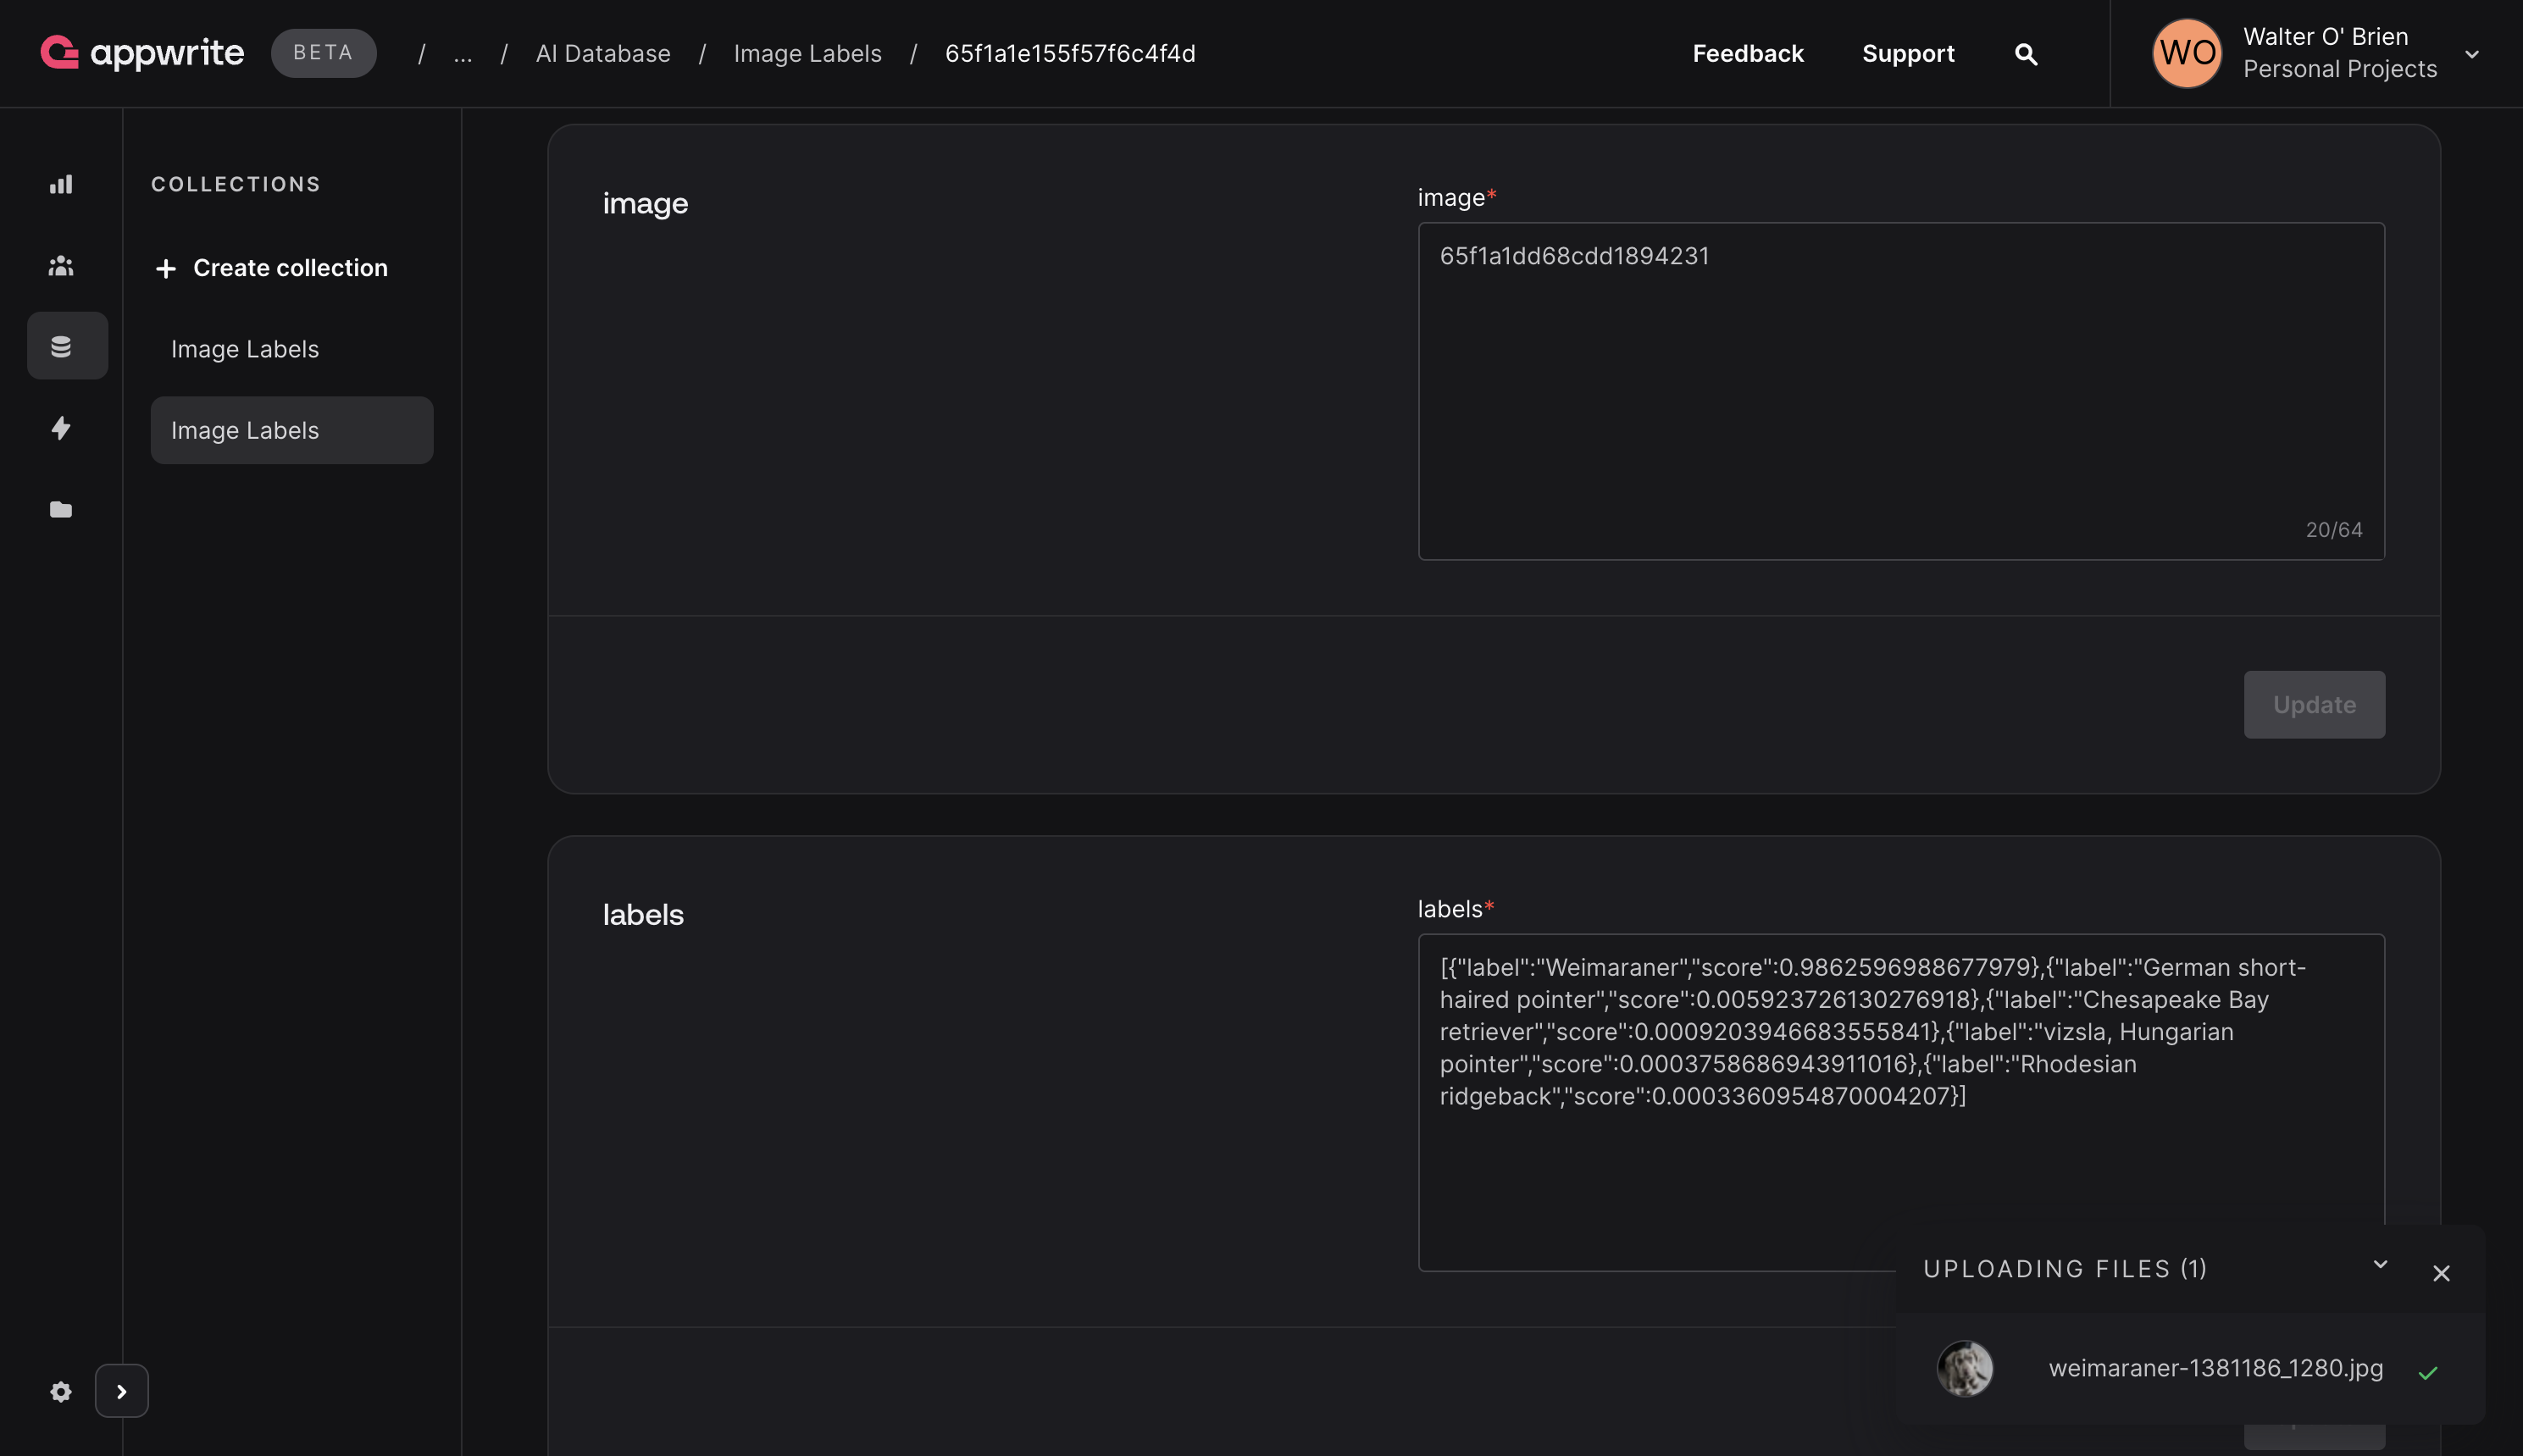 appwrite BETA / ... / AI Database / Image Labels / 65f1a1e155f57f6c4f4d Feedback Support WO Walter O' Brien
Personal Projects
COLLECTIONS
+ Create collection
Image Labels
Image Labels
image
image*
65f1a1dd68cdd1894231
20/64
Update
labels
labels*
[{"label":"Weimaraner","score":0.9862596988677979},{"label":"German short-
haired pointer","score":0.005923726130276918},{"label":"Chesapeake Bay
retriever","score":0.0009203946683555841},{"label":"vizsla, Hungarian
pointer","score":0.0003758686943911016},{"label":"Rhodesian
ridgeback","score":0.0003360954870004207}]
UPLOADING FILES (1)
weimaraner-1381186_1280.jpg